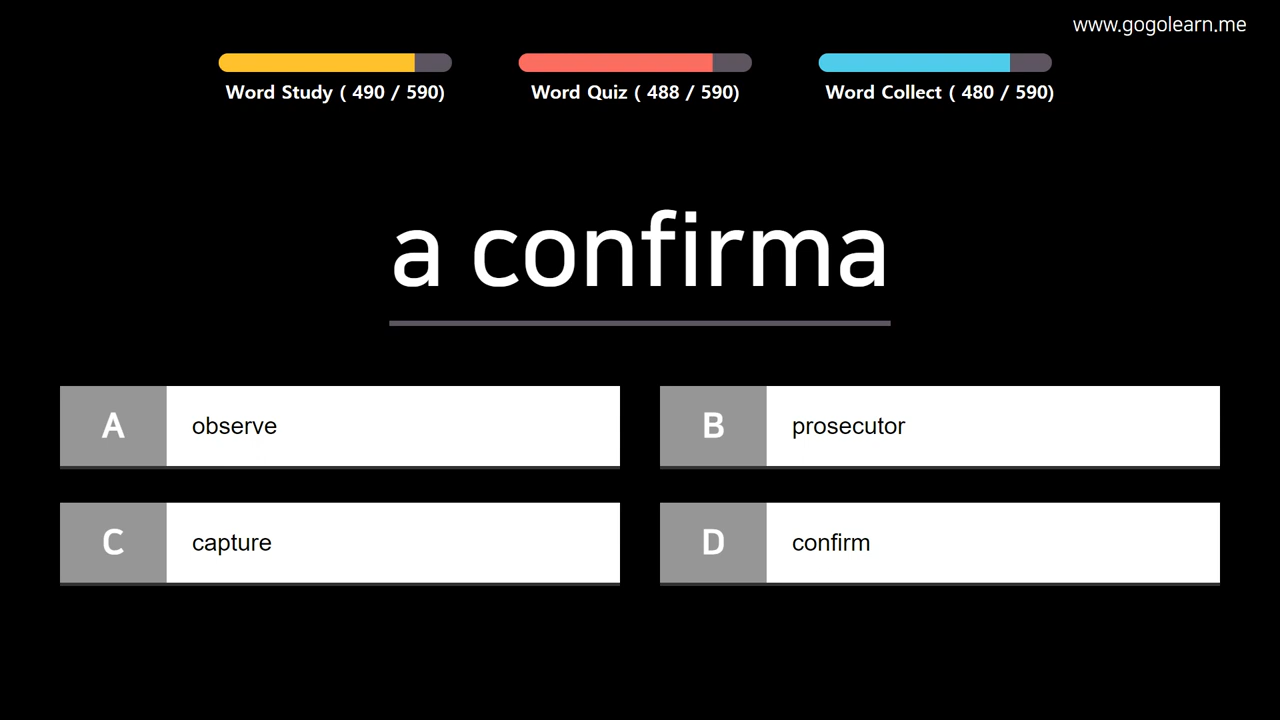 www.gogolearn.me
Word Study ( 490 / 590)
Word Quiz ( 488 / 590)
Word Collect ( 480 / 590)
a confirma
A observe
B prosecutor
C capture
D confirm